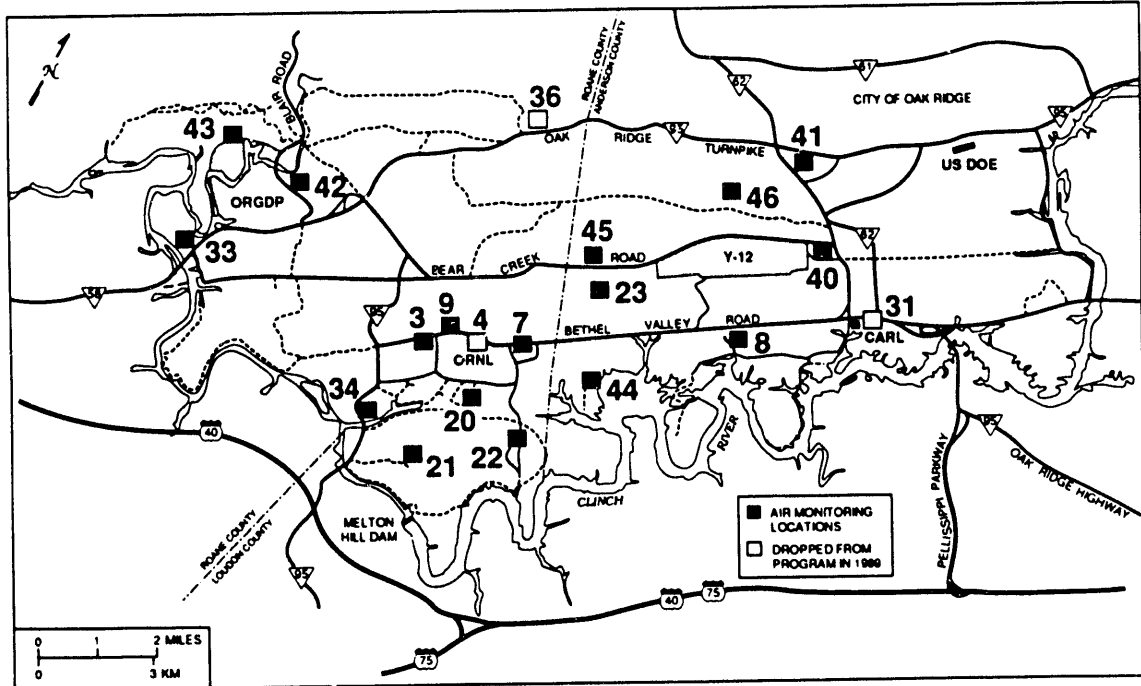 N
BLAIR ROAD
ROANE COUNTY
ANDERSON COUNTY
62
61
CITY OF OAK RIDGE
95
36
43
OAK RIDGE 95 TURNPIKE
41
US DOE
42
ORGDP
46
33
45
62
BEAR CREEK ROAD
Y-12
40
58
23
95
9
3
4
7
BETHEL VALLEY ROAD
31
ORNL
8
CARL
34
20
44
40
21
22
RIVER
95
CLINCH
OAK RIDGE HIGHWAY
PELLISSIPPI PARKWAY
MELTON
HILL DAM
ROANE COUNTY
LOUDON COUNTY
95
AIR MONITORING
LOCATIONS
DROPPED FROM
PROGRAM IN 1989
40
75
0 1 2 MILES
0 3 KM
75